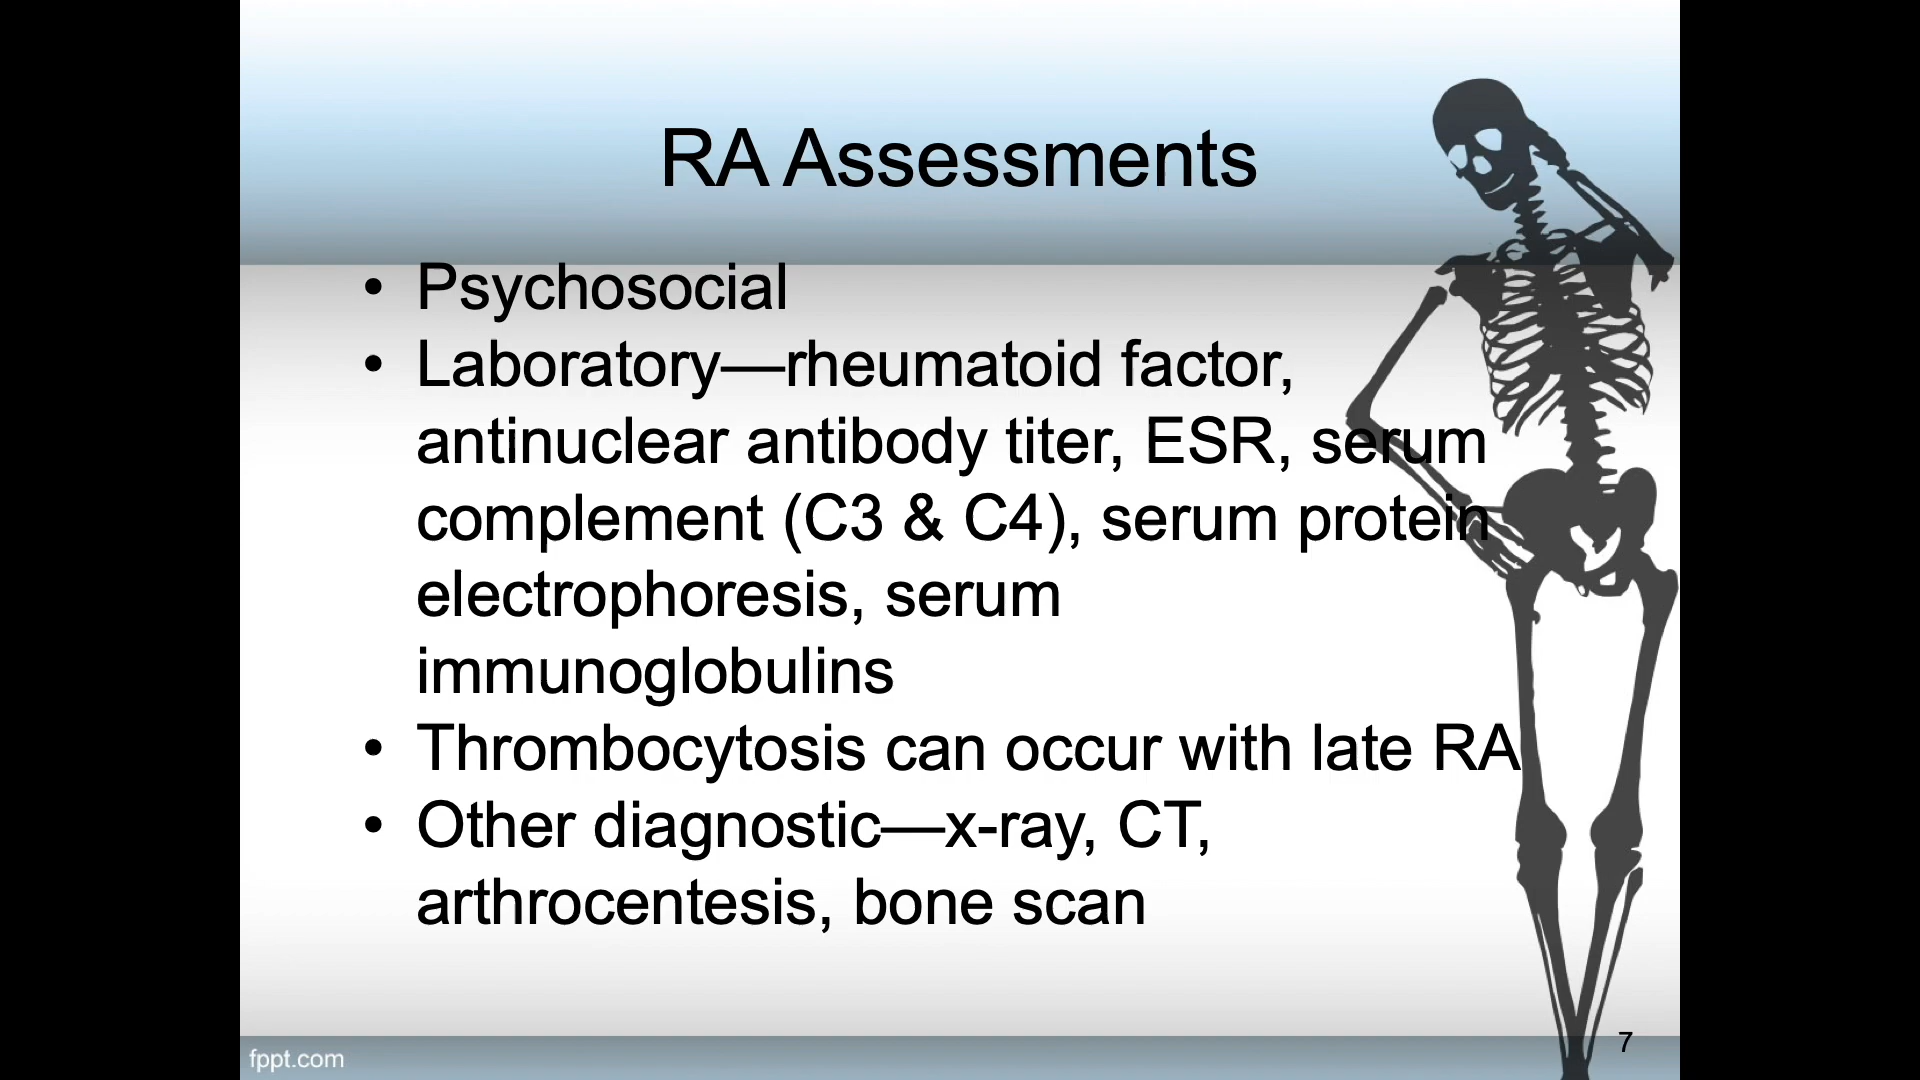 RA Assessments
• Psychosocial
• Laboratory—rheumatoid factor,
antinuclear antibody titer, ESR, serum
complement (C3 & C4), serum protein
electrophoresis, serum
immunoglobulins
• Thrombocytosis can occur with late RA
• Other diagnostic—x-ray, CT,
arthrocentesis, bone scan
7
fppt.com